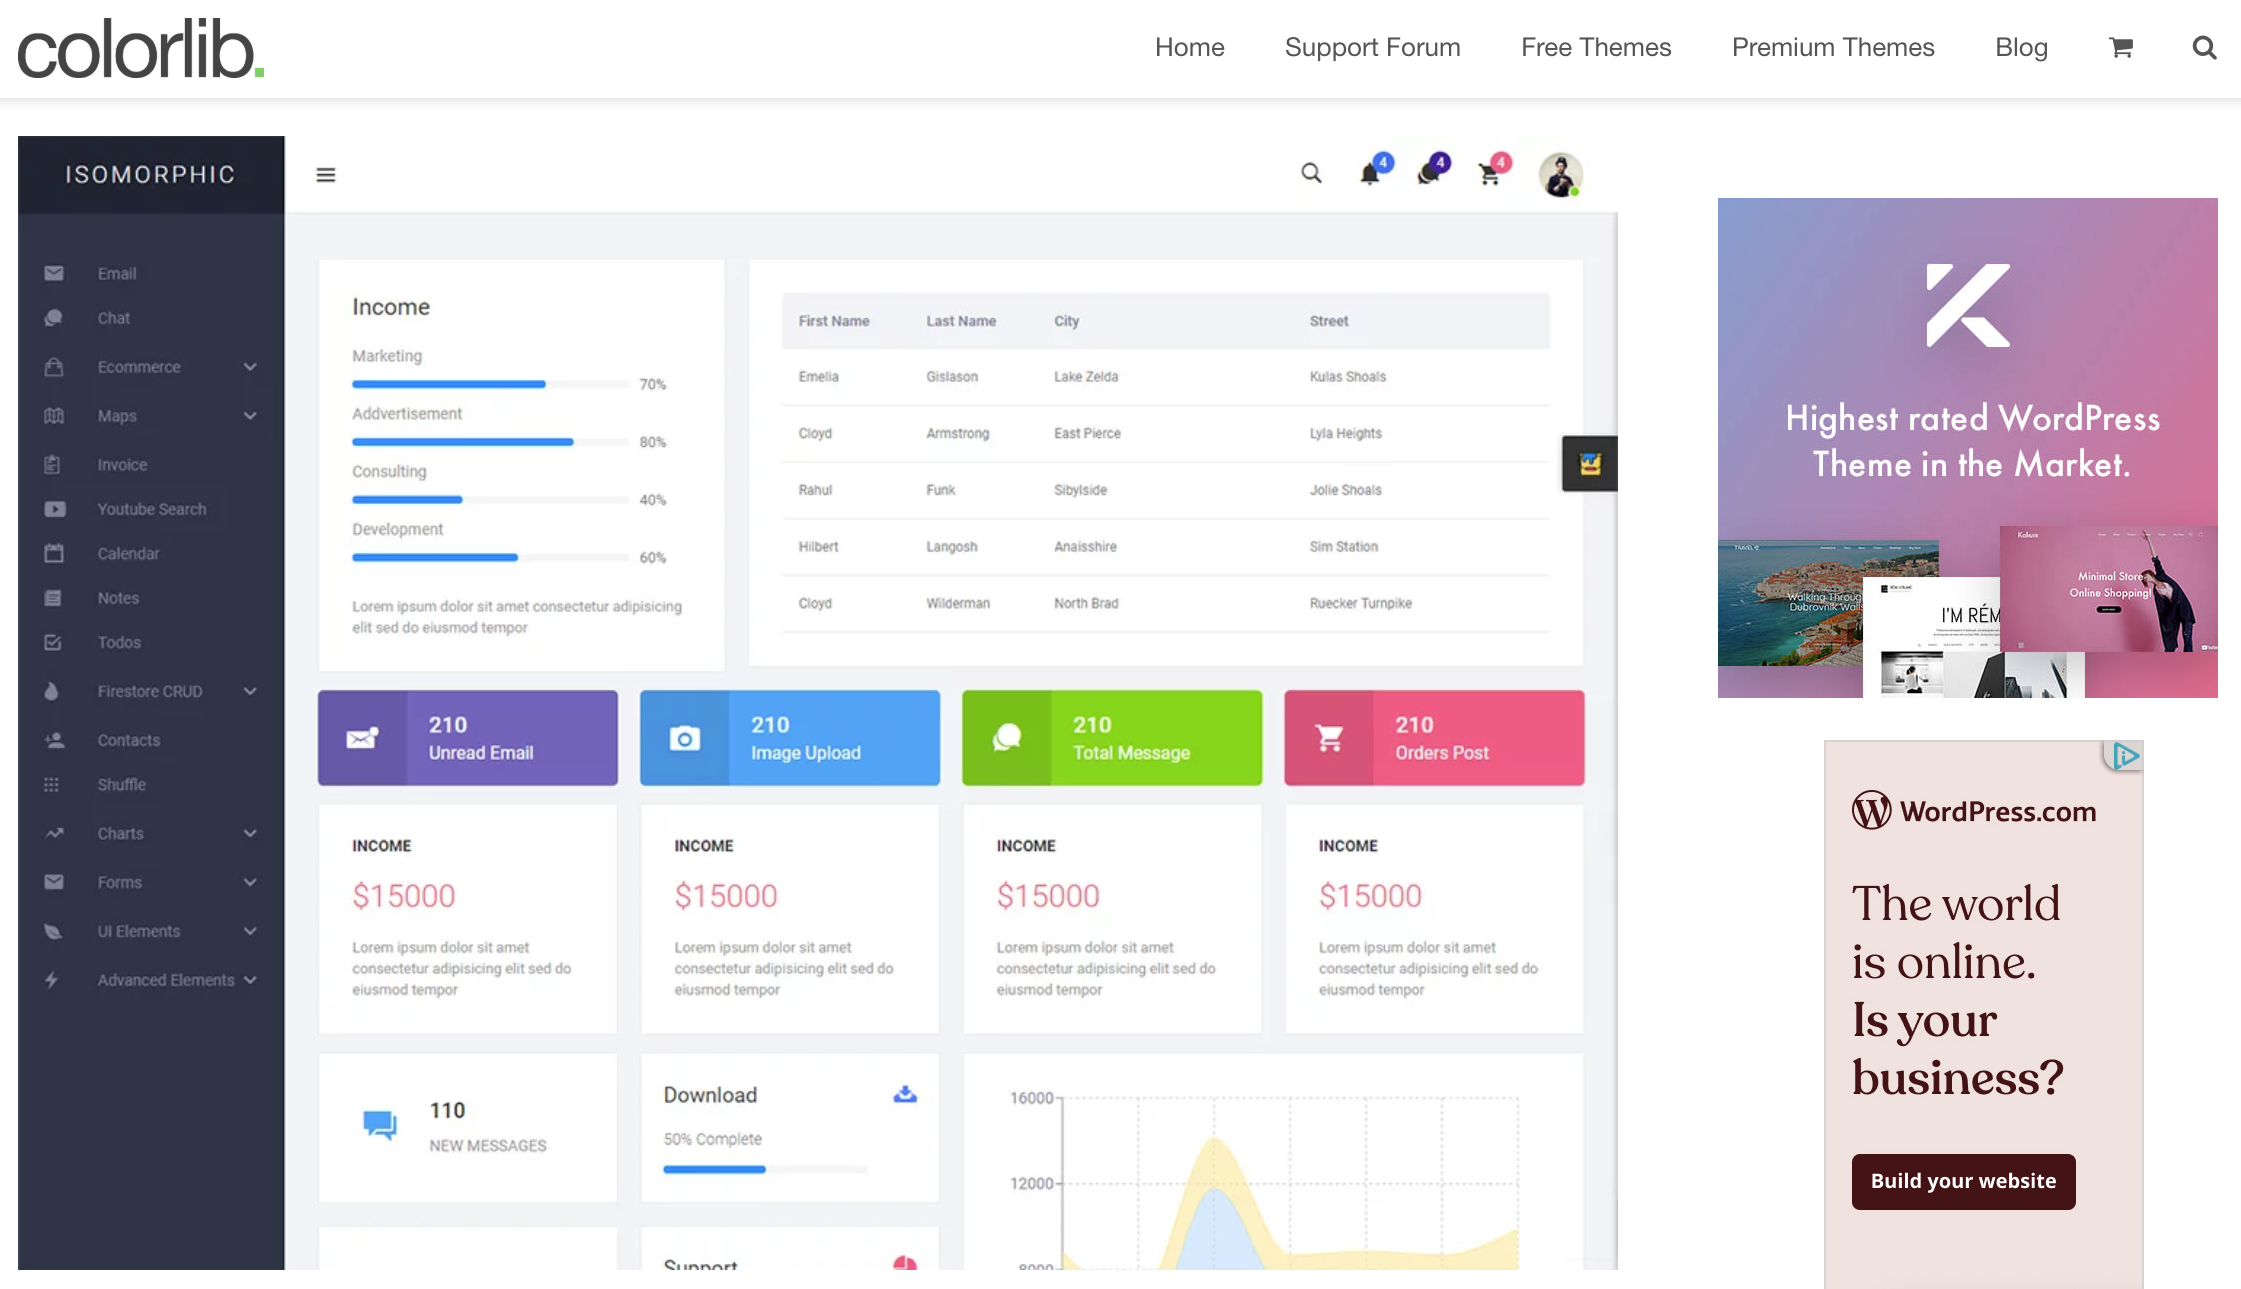 colorlib.
Home Support Forum Free Themes Premium Themes Blog
ISOMORPHIC
4 4 4
Email
Chat
Ecommerce
Maps
Invoice
Youtube Search
Calendar
Notes
Todos
Firestore CRUD
Contacts
Shuffle
Charts
Forms
UI Elements
Advanced Elements
Income
Marketing
70%
Addvertisement
80%
Consulting
40%
Development
60%
Lorem ipsum dolor sit amet consectetur adipisicing
elit sed do eiusmod tempor
First Name Last Name City Street
Emelia Gislason Lake Zelda Kulas Shoals
Cloyd Armstrong East Pierce Lyla Heights
Rahul Funk Sibylside Jolie Shoals
Hilbert Langosh Anaisshire Sim Station
Cloyd Wilderman North Brad Ruecker Turnpike
210
Unread Email
210
Image Upload
210
Total Message
210
Orders Post
INCOME
$15000
Lorem ipsum dolor sit amet
consectetur adipisicing elit sed do
eiusmod tempor
INCOME
$15000
Lorem ipsum dolor sit amet
consectetur adipisicing elit sed do
eiusmod tempor
INCOME
$15000
Lorem ipsum dolor sit amet
consectetur adipisicing elit sed do
eiusmod tempor
INCOME
$15000
Lorem ipsum dolor sit amet
consectetur adipisicing elit sed do
eiusmod tempor
110
NEW MESSAGES
Download
50% Complete
Support
16000
12000
8000
Highest rated WordPress
Theme in the Market.
Walking Through
Dubrovnik Walls
I'M RÉM
Kalium
Minimal Store
Online Shopping!
WordPress.com
The world
is online.
Is your
business?
Build your website